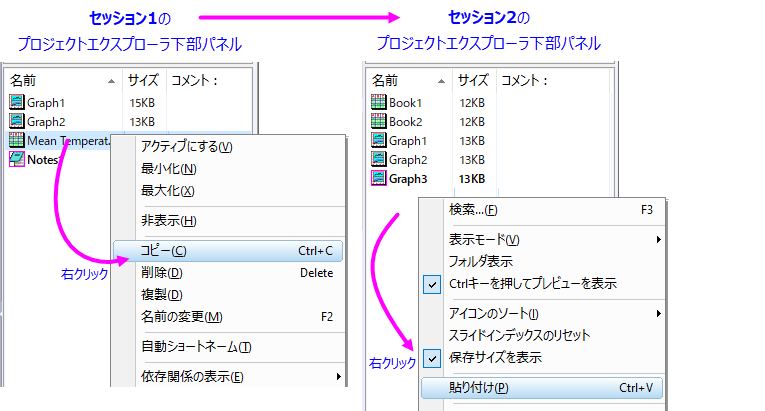 セッション1の
プロジェクトエクスプローラ下部パネル
名前 サイズ コメント：
Graph1 15KB
Graph2 13KB
Mean Temperat.
Notes
アクティブにする(V)
最小化(N)
最大化(X)
非表示(H)
コピー(C) Ctrl+C
削除(D) Delete
複製(D)
名前の変更(M) F2
自動ショートネーム(T)
依存関係の表示(E)
右クリック
セッション2の
プロジェクトエクスプローラ下部パネル
名前 サイズ コメント：
Book1 12KB
Book2 12KB
Graph1 13KB
Graph2 13KB
Graph3 13KB
検索...(F) F3
表示モード(V)
フォルダ表示
Ctrlキーを押してプレビューを表示
アイコンのソート(I)
スライドインデックスのリセット
保存サイズを表示
貼り付け(P) Ctrl+V
右クリック